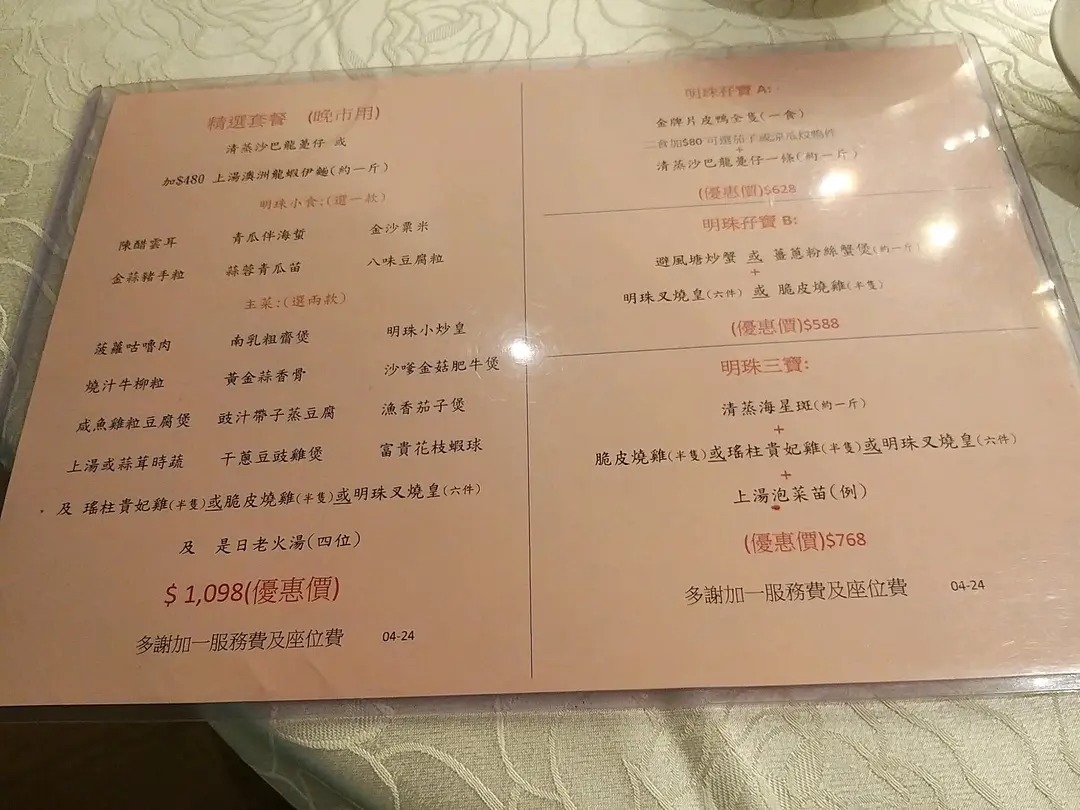 精選套餐 (晚市用)
清蒸沙巴龍躉仔 或
加$480 上湯澳洲龍蝦伊麵(約一斤)
明珠小食:(選一款)
陳醋雲耳 青瓜伴海蜇 金沙粟米
金蒜豬手粒 蒜蓉青瓜苗 八味豆腐粒
主菜:(選兩款)
菠蘿咕嚕肉 南乳粗齋煲 明珠小炒皇
燒汁牛柳粒 黃金蒜香骨 沙嗲金菇肥牛煲
咸魚雞粒豆腐煲 豉汁帶子蒸豆腐 漁香茄子煲
上湯或蒜茸時蔬 干蔥豆豉雞煲 富貴花枝蝦球
及 瑤柱貴妃雞(半隻)或脆皮燒雞(半隻)或明珠叉燒皇(六件)
及 是日老火湯(四位)
$ 1,098(優惠價)
多謝加一服務費及座位費 04-24
明珠孖寶 A:
金牌片皮鴨全隻(一食)
二食加$80 可選茄子或涼瓜炆鴨件
+
清蒸沙巴龍躉仔一條(約一斤)
(優惠價)$628
明珠孖寶 B:
避風塘炒蟹 或 薑蔥粉絲蟹煲(約一斤)
+
明珠叉燒皇(六件) 或 脆皮燒雞(半隻)
(優惠價)$588
明珠三寶:
清蒸海星斑(約一斤)
+
脆皮燒雞(半隻)或瑤柱貴妃雞(半隻)或明珠叉燒皇(六件)
+
上湯泡菜苗(例)
(優惠價)$768
多謝加一服務費及座位費 04-24